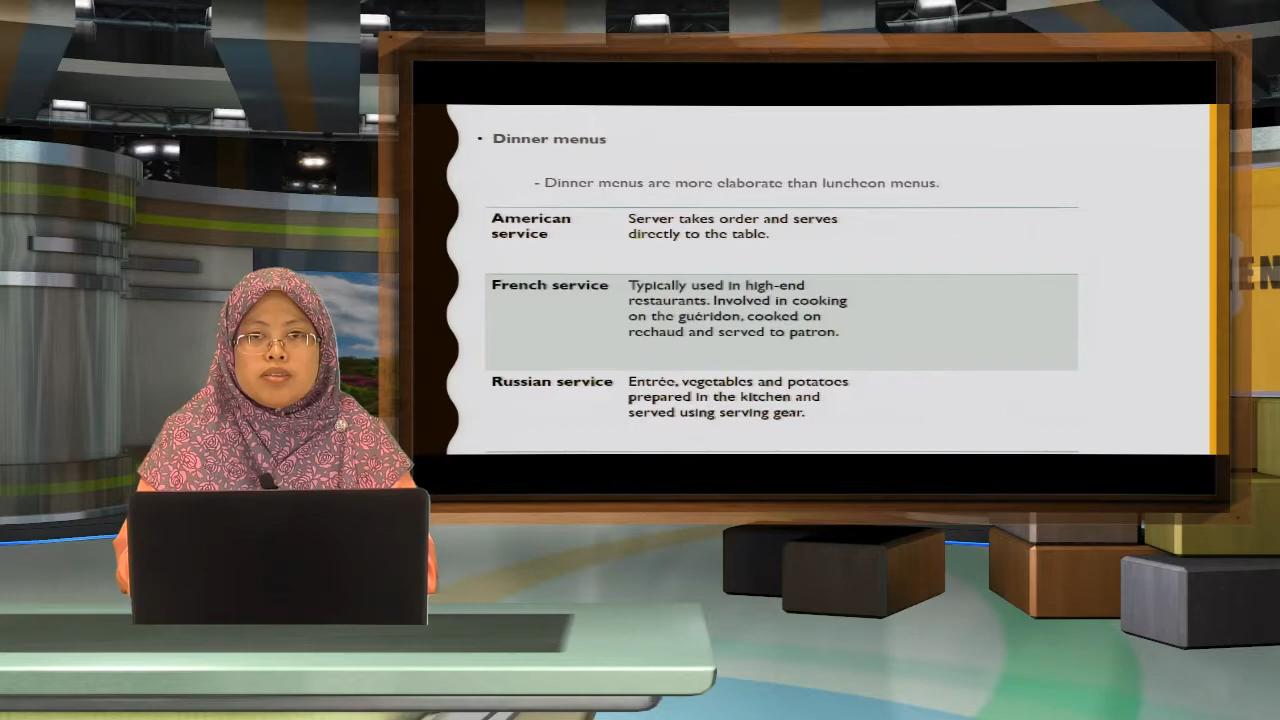 • Dinner menus
- Dinner menus are more elaborate than luncheon menus.
American
service
Server takes order and serves
directly to the table.
French service
Typically used in high-end
restaurants. Involved in cooking
on the guéridon, cooked on
rechaud and served to patron.
Russian service
Entrée, vegetables and potatoes
prepared in the kitchen and
served using serving gear.